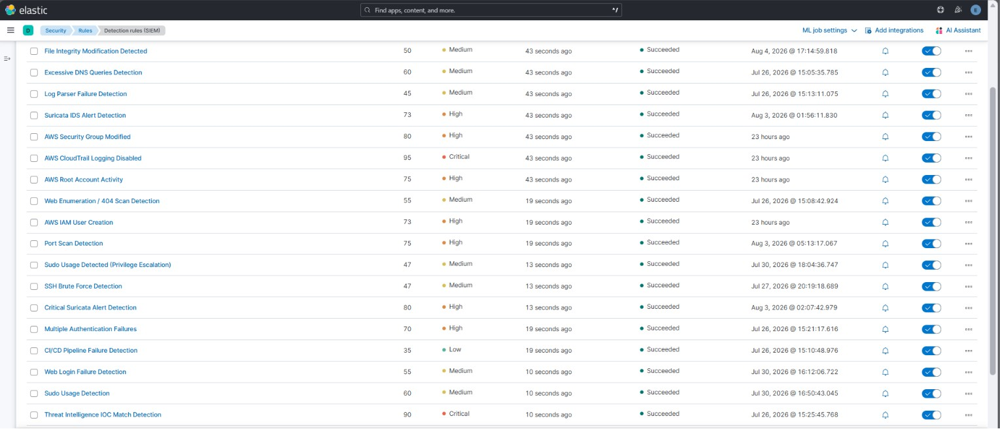 elastic Find apps, content, and more. ^/ E
D Security Rules Detection rules (SIEM) ML job settings Add integrations AI Assistant
File Integrity Modification Detected 50 Medium 43 seconds ago Succeeded Aug 4, 2026 @ 17:14:59.818
Excessive DNS Queries Detection 60 Medium 43 seconds ago Succeeded Jul 26, 2026 @ 15:05:35.785
Log Parser Failure Detection 45 Medium 43 seconds ago Succeeded Jul 26, 2026 @ 15:13:11.075
Suricata IDS Alert Detection 73 High 43 seconds ago Succeeded Aug 3, 2026 @ 01:56:11.830
AWS Security Group Modified 80 High 43 seconds ago Succeeded 23 hours ago
AWS CloudTrail Logging Disabled 95 Critical 43 seconds ago Succeeded 23 hours ago
AWS Root Account Activity 75 High 43 seconds ago Succeeded 23 hours ago
Web Enumeration / 404 Scan Detection 55 Medium 19 seconds ago Succeeded Jul 26, 2026 @ 15:08:42.924
AWS IAM User Creation 73 High 19 seconds ago Succeeded 23 hours ago
Port Scan Detection 75 High 19 seconds ago Succeeded Aug 3, 2026 @ 05:13:17.067
Sudo Usage Detected (Privilege Escalation) 47 Medium 13 seconds ago Succeeded Jul 30, 2026 @ 18:04:36.747
SSH Brute Force Detection 47 Medium 13 seconds ago Succeeded Jul 27, 2026 @ 20:19:18.689
Critical Suricata Alert Detection 80 High 13 seconds ago Succeeded Aug 3, 2026 @ 02:07:42.979
Multiple Authentication Failures 70 High 19 seconds ago Succeeded Jul 26, 2026 @ 15:21:17.616
CI/CD Pipeline Failure Detection 35 Low 19 seconds ago Succeeded Jul 26, 2026 @ 15:10:48.976
Web Login Failure Detection 55 Medium 10 seconds ago Succeeded Jul 30, 2026 @ 16:12:06.722
Sudo Usage Detection 60 Medium 10 seconds ago Succeeded Jul 30, 2026 @ 16:50:43.045
Threat Intelligence IOC Match Detection 90 Critical 10 seconds ago Succeeded Jul 26, 2026 @ 15:25:45.768